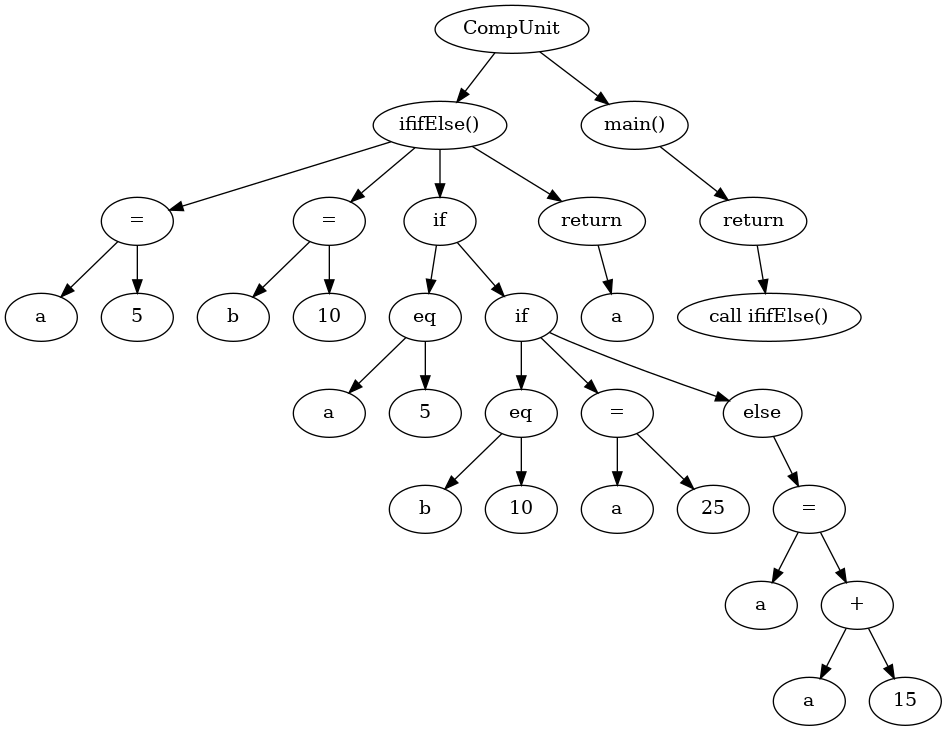 CompUnit
ififElse()
main()
=
=
if
return
return
a
5
b
10
eq
if
a
call ififElse()
a
5
eq
=
else
b
10
a
25
=
a
+
a
15